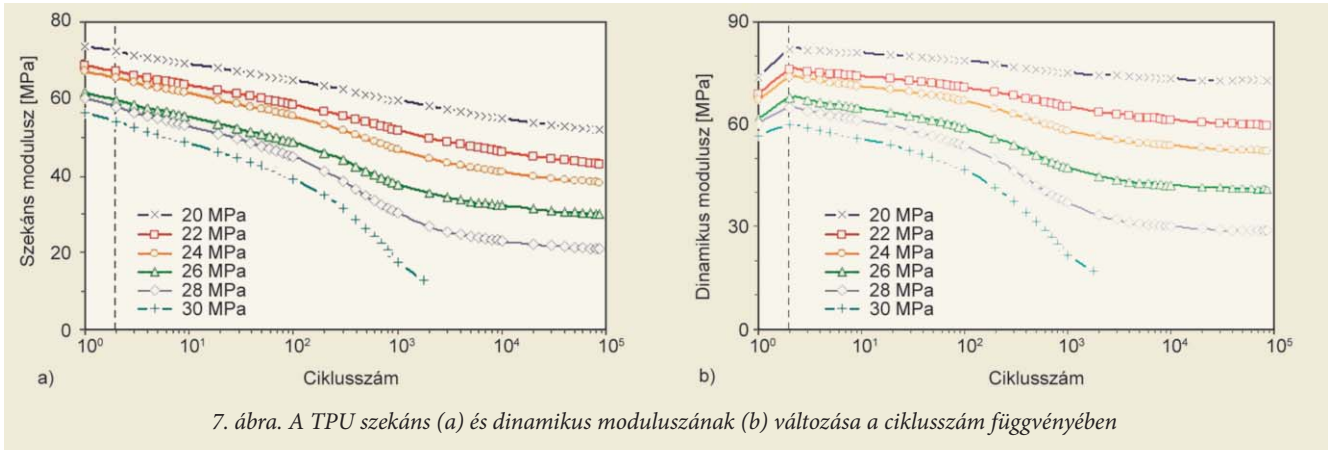 80
60
40
20
0
Szekáns modulusz [MPa]
20 MPa
22 MPa
24 MPa
26 MPa
28 MPa
30 MPa
10⁰
10¹
10²
10³
10⁴
10⁵
a)
Ciklusszám
90
60
30
0
Dinamikus modulusz [MPa]
20 MPa
22 MPa
24 MPa
26 MPa
28 MPa
30 MPa
10⁰
10¹
10²
10³
10⁴
10⁵
b)
Ciklusszám
7. ábra. A TPU szekáns (a) és dinamikus moduluszának (b) változása a ciklusszám függvényében